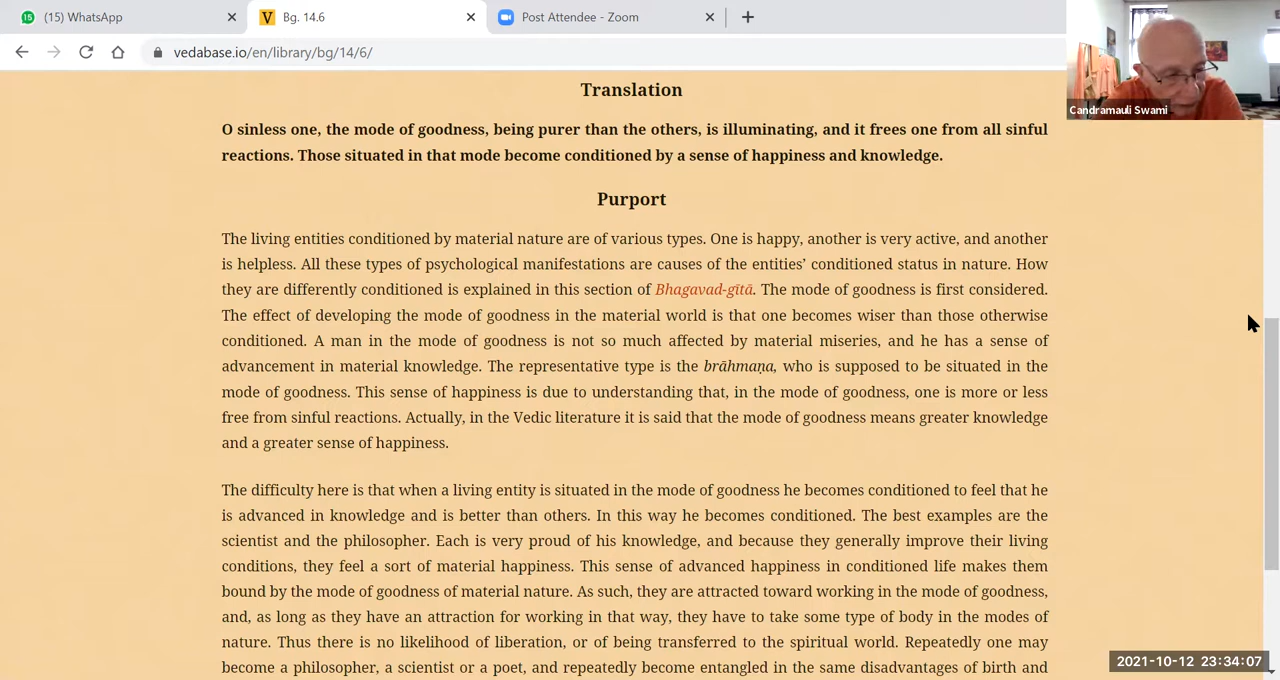 15
(15) WhatsApp
V
Bg. 14.6
Post Attendee - Zoom
vedabase.io/en/library/bg/14/6/
Candramauli Swami
Translation
O sinless one, the mode of goodness, being purer than the others, is illuminating, and it frees one from all sinful
reactions. Those situated in that mode become conditioned by a sense of happiness and knowledge.
Purport
The living entities conditioned by material nature are of various types. One is happy, another is very active, and another
is helpless. All these types of psychological manifestations are causes of the entities’ conditioned status in nature. How
they are differently conditioned is explained in this section of Bhagavad-gītā. The mode of goodness is first considered.
The effect of developing the mode of goodness in the material world is that one becomes wiser than those otherwise
conditioned. A man in the mode of goodness is not so much affected by material miseries, and he has a sense of
advancement in material knowledge. The representative type is the brāhmaṇa, who is supposed to be situated in the
mode of goodness. This sense of happiness is due to understanding that, in the mode of goodness, one is more or less
free from sinful reactions. Actually, in the Vedic literature it is said that the mode of goodness means greater knowledge
and a greater sense of happiness.
The difficulty here is that when a living entity is situated in the mode of goodness he becomes conditioned to feel that he
is advanced in knowledge and is better than others. In this way he becomes conditioned. The best examples are the
scientist and the philosopher. Each is very proud of his knowledge, and because they generally improve their living
conditions, they feel a sort of material happiness. This sense of advanced happiness in conditioned life makes them
bound by the mode of goodness of material nature. As such, they are attracted toward working in the mode of goodness,
and, as long as they have an attraction for working in that way, they have to take some type of body in the modes of
nature. Thus there is no likelihood of liberation, or of being transferred to the spiritual world. Repeatedly one may
become a philosopher, a scientist or a poet, and repeatedly become entangled in the same disadvantages of birth and
2021-10-12 23:34:07